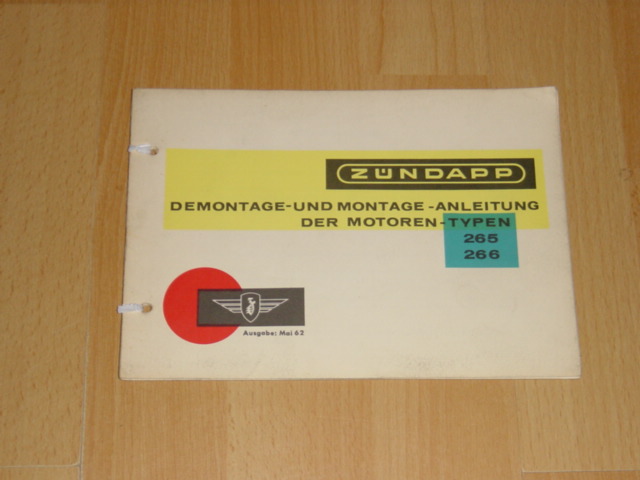 ZÜNDAPP
DEMONTAGE-UND MONTAGE-ANLEITUNG
DER MOTOREN-TYPEN
265
266
Ausgabe: Mai 62